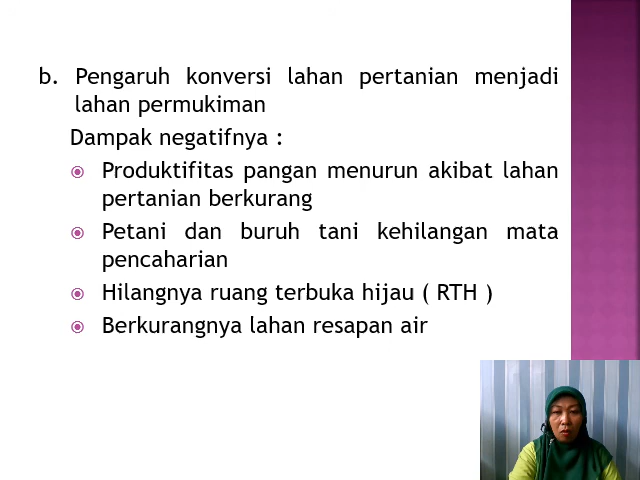 b. Pengaruh konversi lahan pertanian menjadi
lahan permukiman
Dampak negatifnya :
Produktifitas pangan menurun akibat lahan
pertanian berkurang
Petani dan buruh tani kehilangan mata
pencaharian
Hilangnya ruang terbuka hijau ( RTH )
Berkurangnya lahan resapan air